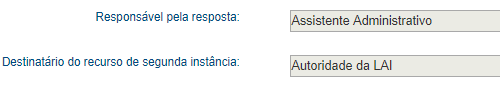 Responsável pela resposta: Assistente Administrativo
Destinatário do recurso de segunda instância: Autoridade da LAI